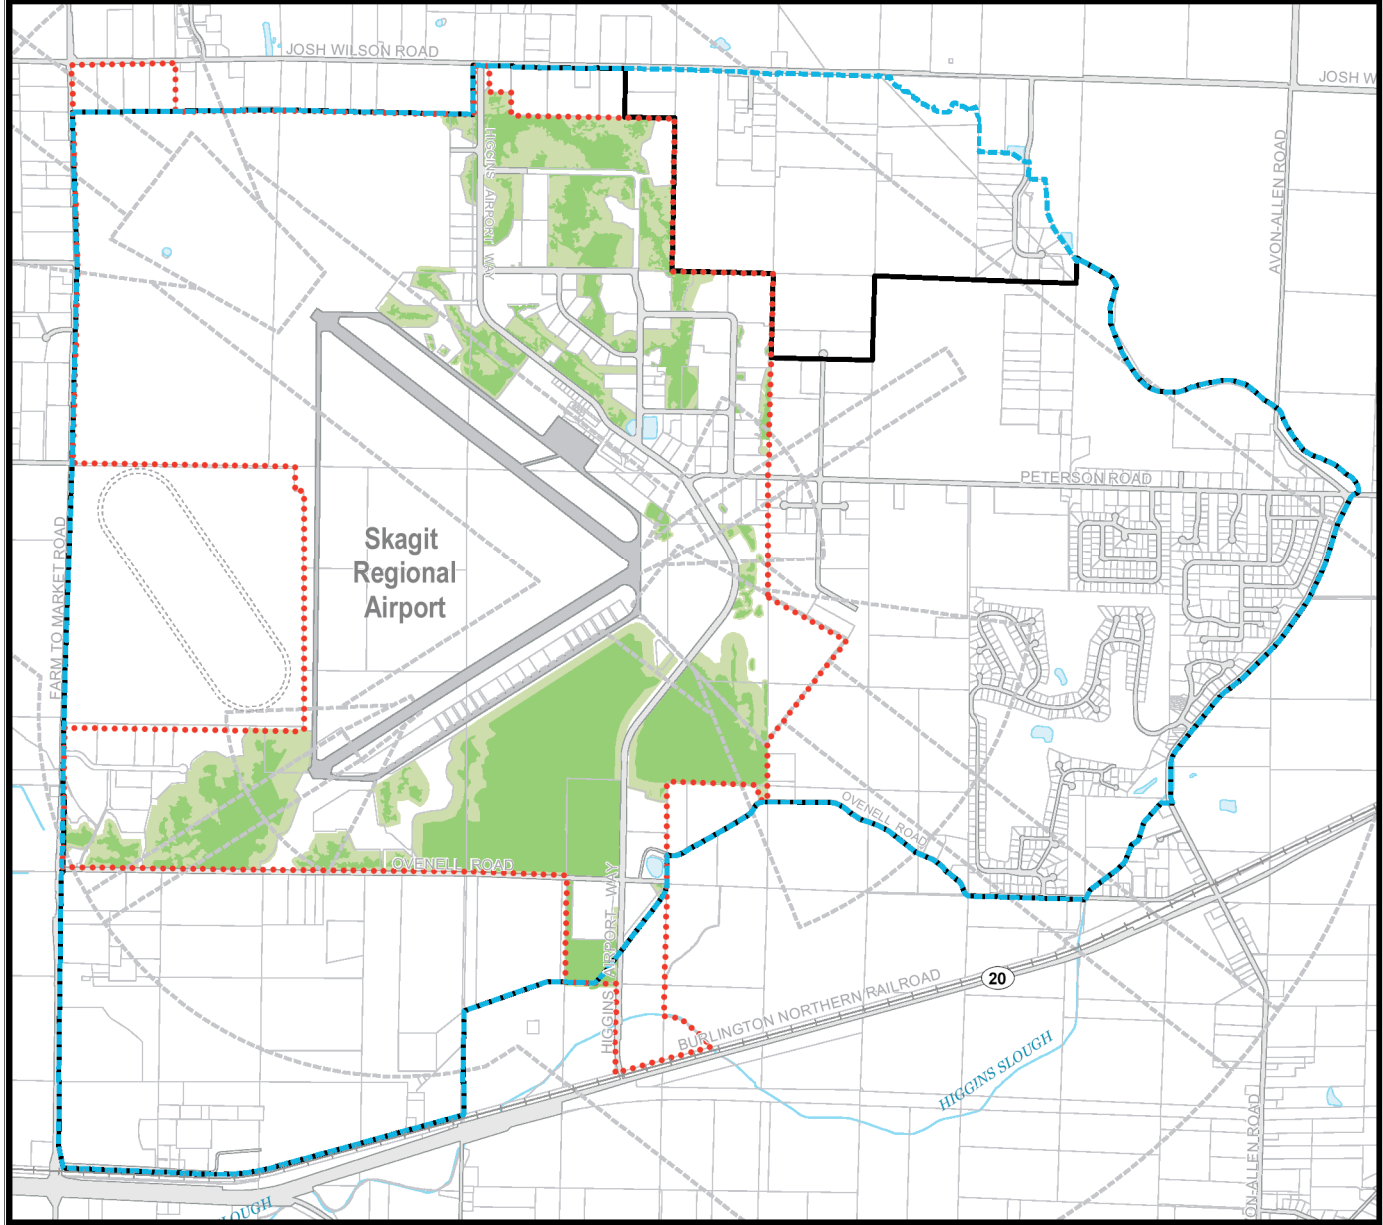 JOSH WILSON ROAD
JOSH W
HIGGINS AIRPORT WAY
AVON-ALLEN ROAD
PETERSON ROAD
Skagit
Regional
Airport
FARM TO MARKET ROAD
OVENELL ROAD
OVENELL ROAD
HIGGINS AIRPORT WAY
20
BURLINGTON NORTHERN RAILROAD
HIGGINS SLOUGH
ON-ALLEN ROAD
LOUGH